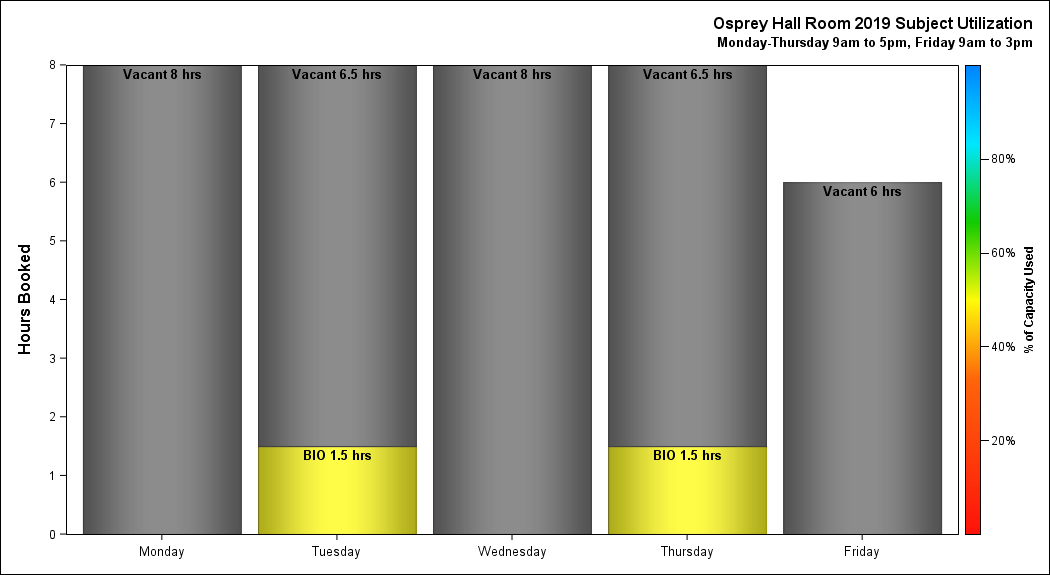 Osprey Hall Room 2019 Subject Utilization
Monday-Thursday 9am to 5pm, Friday 9am to 3pm
Hours Booked
8
7
6
5
4
3
2
1
0
Vacant 8 hrs
Vacant 6.5 hrs
Vacant 8 hrs
Vacant 6.5 hrs
Vacant 6 hrs
BIO 1.5 hrs
BIO 1.5 hrs
Monday
Tuesday
Wednesday
Thursday
Friday
80%
60%
40%
20%
% of Capacity Used